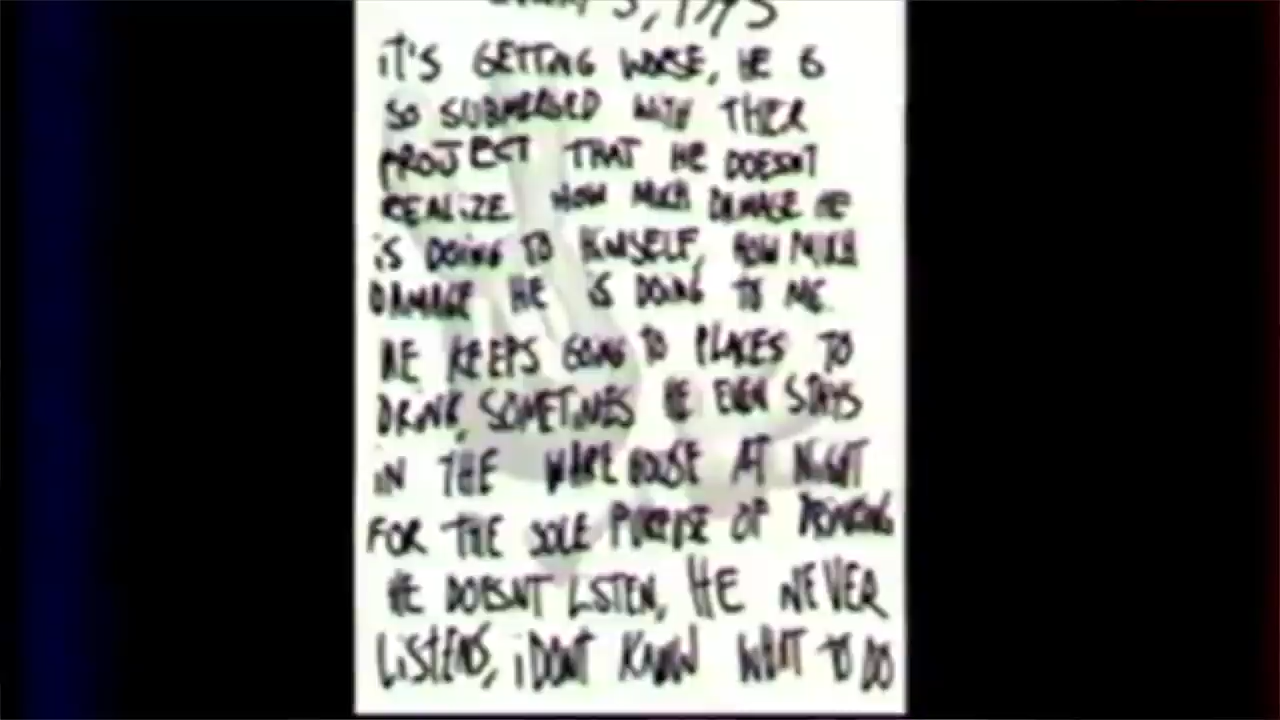 IT'S GETTING WORSE, HE IS
SO SUBMERGED WITH THEIR
PROJECT THAT HE DOESN'T
REALIZE HOW MUCH DAMAGE HE
IS DOING TO HIMSELF, HOW MUCH
DAMAGE HE IS DOING TO ME.
HE KEEPS GOING TO PLACES TO
DRINK, SOMETIMES HE EVEN STAYS
IN THE WAREHOUSE AT NIGHT
FOR THE SOLE PURPOSE OF DRINKING
HE DOESNT LISTEN, HE NEVER
LISTENS, I DONT KNOW WHAT TO DO